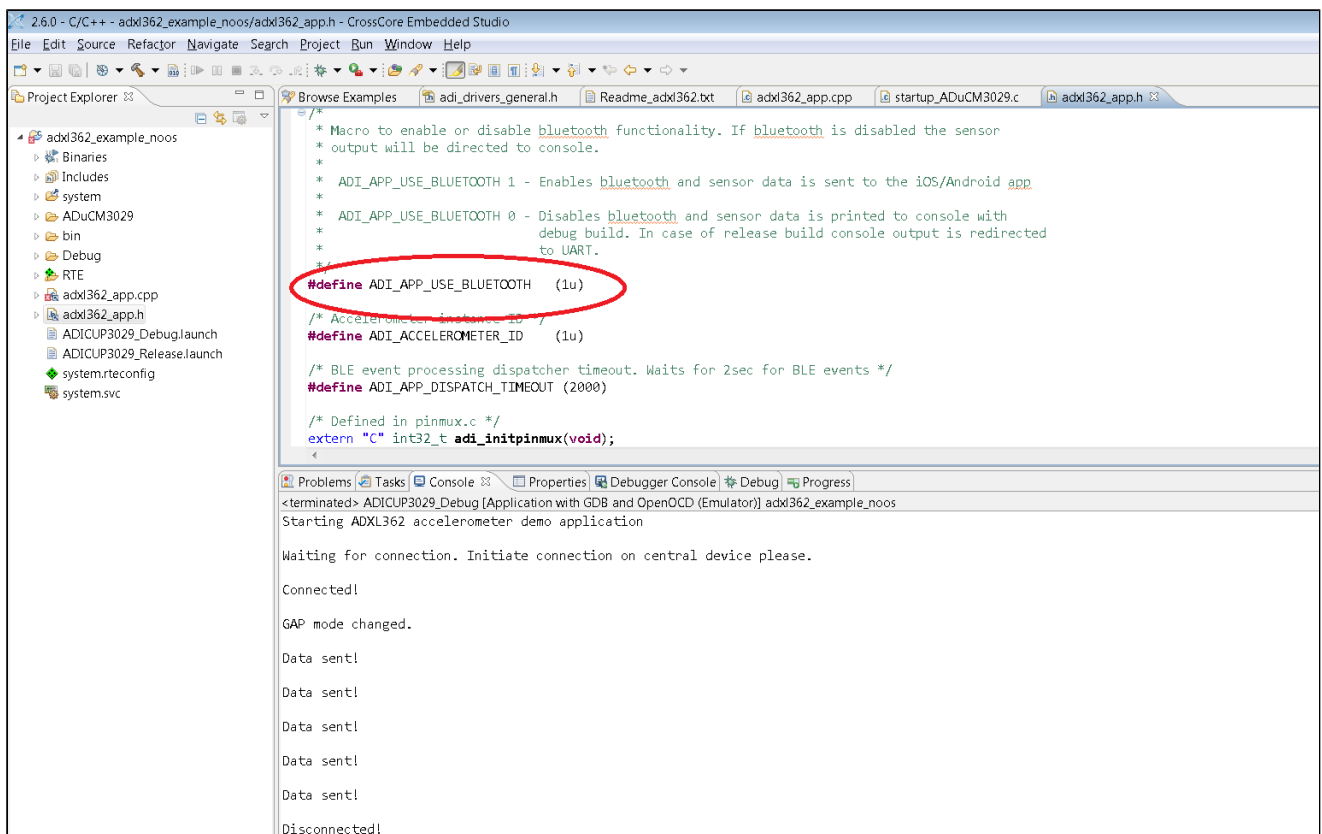 2.6.0 - C/C++ - adxl362_example_noos/adxl362_app.h - CrossCore Embedded Studio
File Edit Source Refactor Navigate Search Project Run Window Help
Project Explorer
Browse Examples adi_drivers_general.h Readme_adxl362.txt adxl362_app.cpp startup_ADuCM3029.c adxl362_app.h
adxl362_example_noos
Binaries
Includes
system
ADuCM3029
bin
Debug
RTE
adxl362_app.cpp
adxl362_app.h
ADICUP3029_Debug.launch
ADICUP3029_Release.launch
system.rteconfig
system.svc
/*
* Macro to enable or disable bluetooth functionality. If bluetooth is disabled the sensor
* output will be directed to console.
*
* ADI_APP_USE_BLUETOOTH 1 - Enables bluetooth and sensor data is sent to the iOS/Android app
*
* ADI_APP_USE_BLUETOOTH 0 - Disables bluetooth and sensor data is printed to console with
* debug build. In case of release build console output is redirected
* to UART.
*/
#define ADI_APP_USE_BLUETOOTH (1u)
/* Accelerometer instance ID */
#define ADI_ACCELEROMETER_ID (1u)
/* BLE event processing dispatcher timeout. Waits for 2sec for BLE events */
#define ADI_APP_DISPATCH_TIMEOUT (2000)
/* Defined in pinmux.c */
extern "C" int32_t adi_initpinmux(void);
Problems Tasks Console Properties Debugger Console Debug Progress
<terminated> ADICUP3029_Debug [Application with GDB and OpenOCD (Emulator)] adxl362_example_noos
Starting ADXL362 accelerometer demo application
Waiting for connection. Initiate connection on central device please.
Connected!
GAP mode changed.
Data sent!
Data sent!
Data sent!
Data sent!
Data sent!
Disconnected!